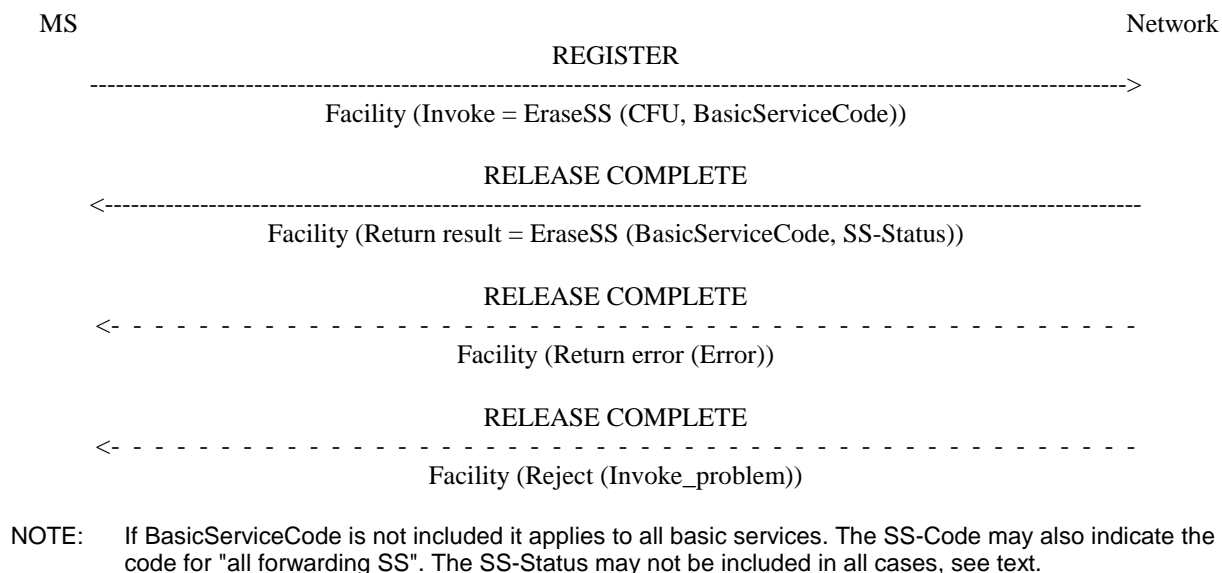 MS Network
REGISTER
------------------------------------------------------------------------------------------------------------------------>
Facility (Invoke = EraseSS (CFU, BasicServiceCode))
RELEASE COMPLETE
<------------------------------------------------------------------------------------------------------------------------
Facility (Return result = EraseSS (BasicServiceCode, SS-Status))
RELEASE COMPLETE
<- - - - - - - - - - - - - - - - - - - - - - - - - - - - - - - - - - - - - - - - - - - - - - - - - - - - - - - - -
Facility (Return error (Error))
RELEASE COMPLETE
<- - - - - - - - - - - - - - - - - - - - - - - - - - - - - - - - - - - - - - - - - - - - - - - - - - - - - - - - -
Facility (Reject (Invoke_problem))
NOTE: If BasicServiceCode is not included it applies to all basic services. The SS-Code may also indicate the
code for "all forwarding SS". The SS-Status may not be included in all cases, see text.